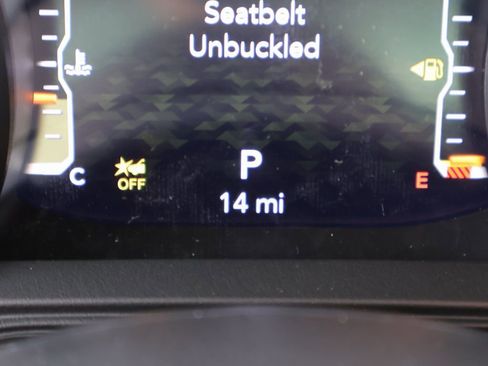 Seatbelt
Unbuckled
C
OFF
P
E
14 mi